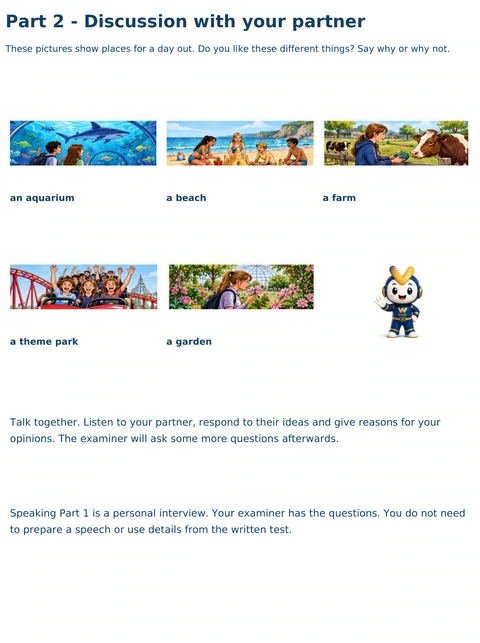 Part 2 - Discussion with your partner
These pictures show places for a day out. Do you like these different things? Say why or why not.
an aquarium
a beach
a farm
a theme park
a garden
W
Talk together. Listen to your partner, respond to their ideas and give reasons for your
opinions. The examiner will ask some more questions afterwards.
Speaking Part 1 is a personal interview. Your examiner has the questions. You do not need
to prepare a speech or use details from the written test.